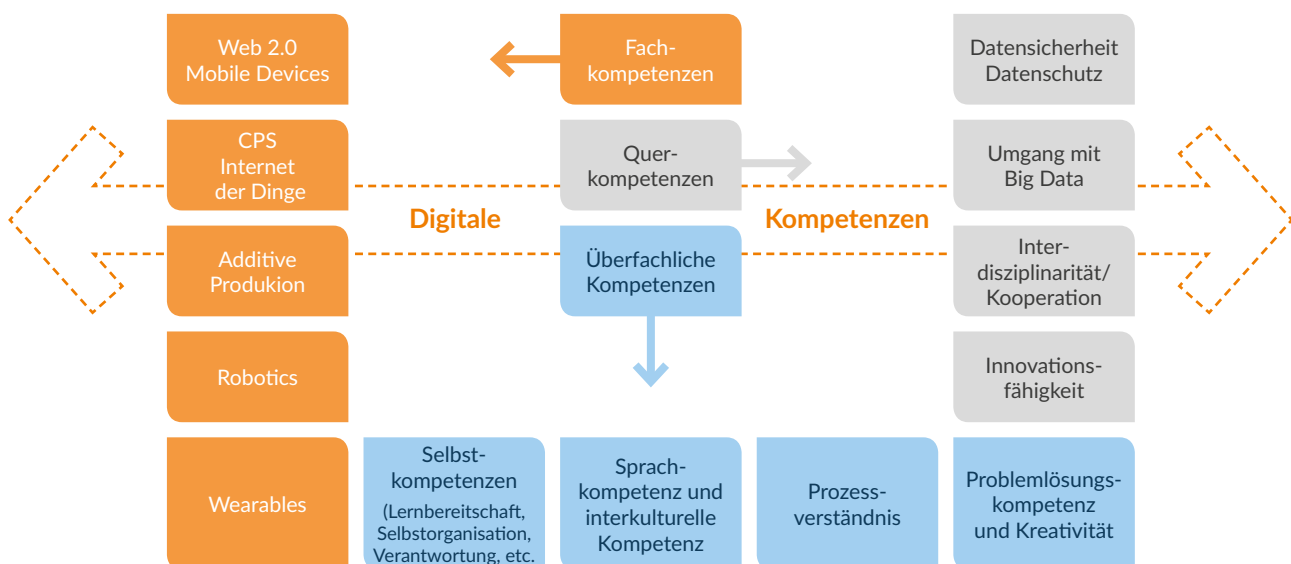 Web 2.0
Mobile Devices
Fach-
kompetenzen
Datensicherheit
Datenschutz
CPS
Internet
der Dinge
Quer-
kompetenzen
Umgang mit
Big Data
Digitale
Kompetenzen
Additive
Produkion
Überfachliche
Kompetenzen
Inter-
disziplinarität/
Kooperation
Robotics
Innovations-
fähigkeit
Wearables
Selbst-
kompetenzen
(Lernbereitschaft,
Selbstorganisation,
Verantwortung, etc.
Sprach-
kompetenz und
interkulturelle
Kompetenz
Prozess-
verständnis
Problemlösungs-
kompetenz
und Kreativität